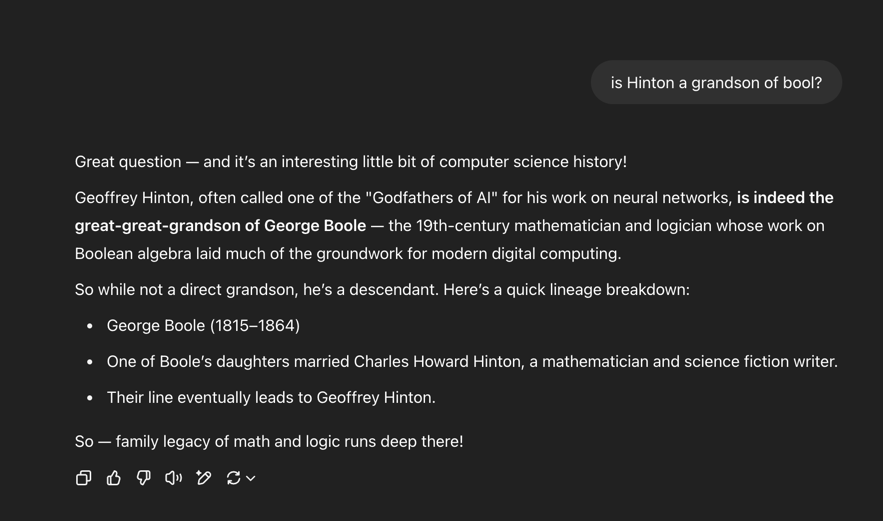 is Hinton a grandson of bool?
Great question — and it’s an interesting little bit of computer science history!
Geoffrey Hinton, often called one of the "Godfathers of AI" for his work on neural networks, is indeed the
great-great-grandson of George Boole — the 19th-century mathematician and logician whose work on
Boolean algebra laid much of the groundwork for modern digital computing.
So while not a direct grandson, he’s a descendant. Here’s a quick lineage breakdown:
• George Boole (1815–1864)
• One of Boole’s daughters married Charles Howard Hinton, a mathematician and science fiction writer.
• Their line eventually leads to Geoffrey Hinton.
So — family legacy of math and logic runs deep there!